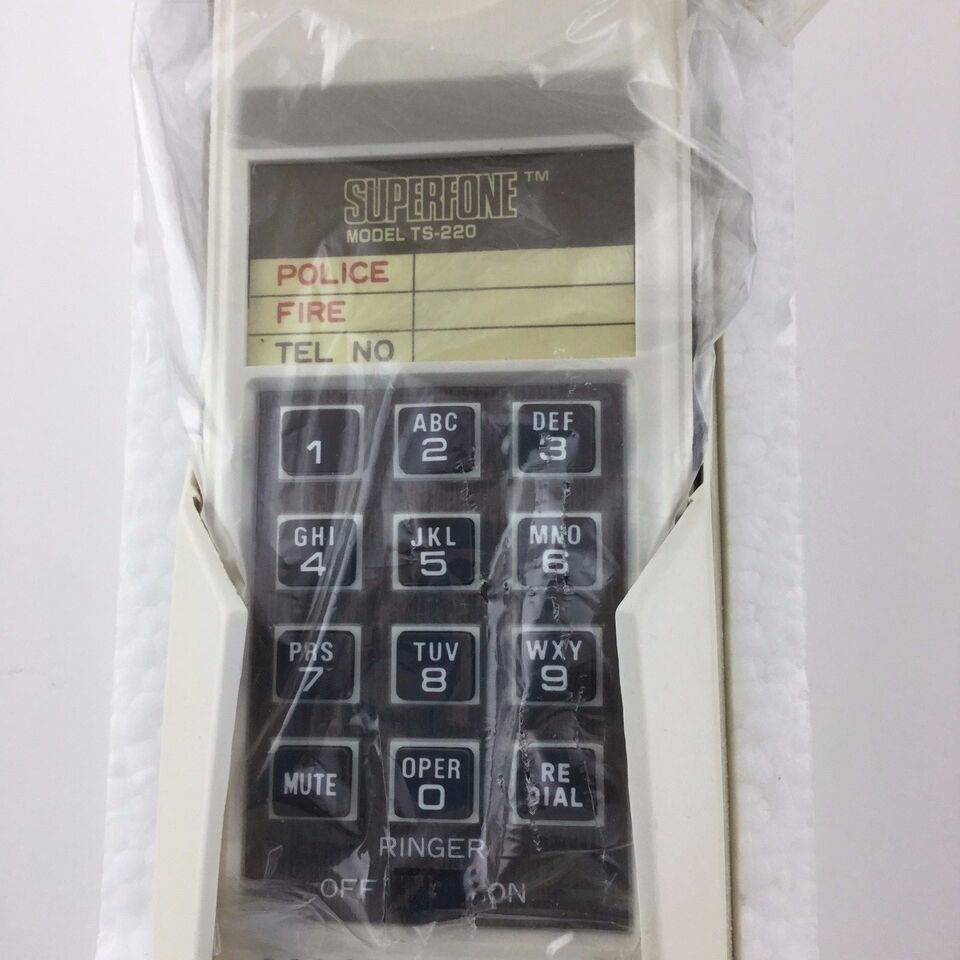 SUPERFONE™
MODEL TS-220
POLICE
FIRE
TEL NO
1 ABC DEF
2 3
GHI JKL MNO
4 5 6
PRS TUV WXY
7 8 9
MUTE OPER RE
0 DIAL
RINGER
OFF ON